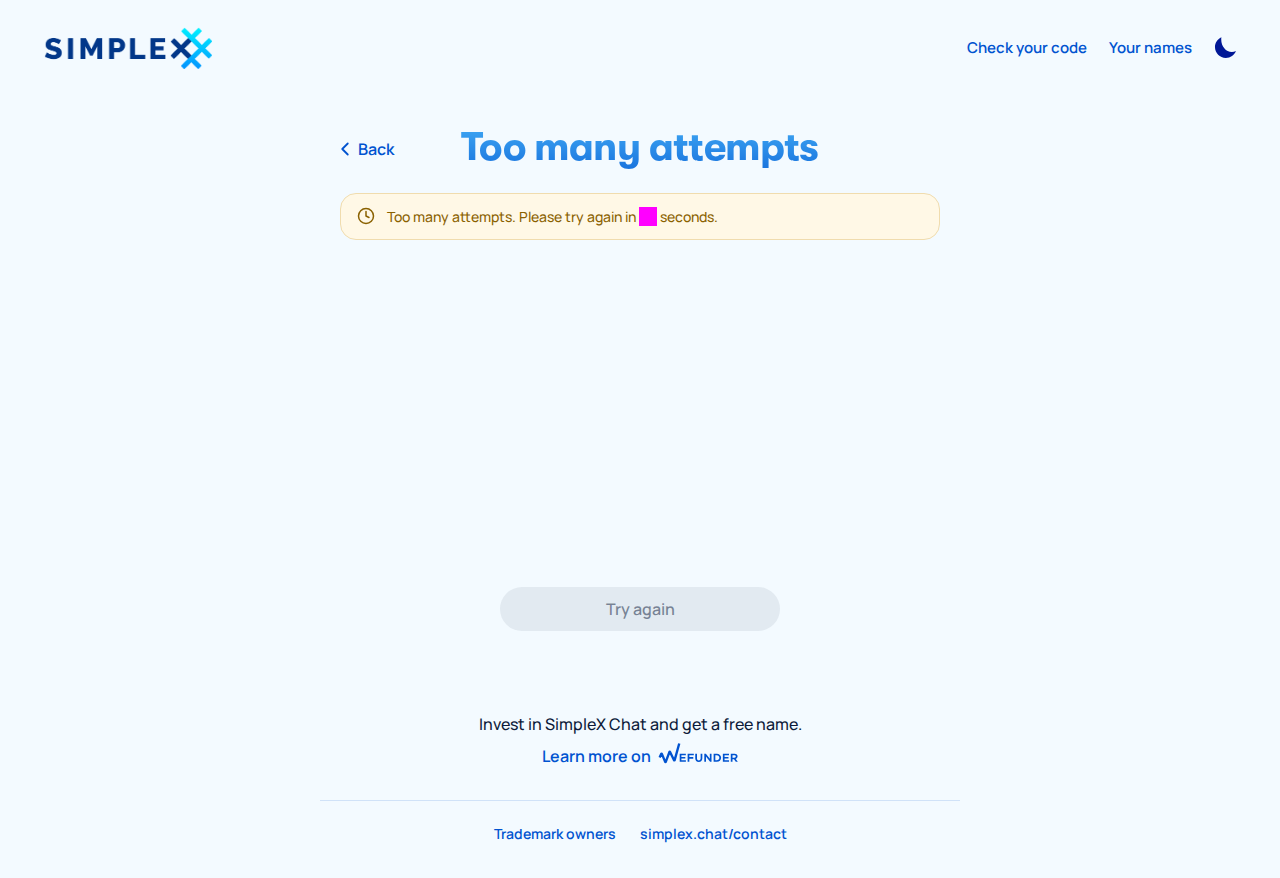 SIMPLEX
Check your code
Your names
Back
Too many attempts
Too many attempts. Please try again in seconds.
Try again
Invest in SimpleX Chat and get a free name.
Learn more on WEFUNDER
Trademark owners
simplex.chat/contact